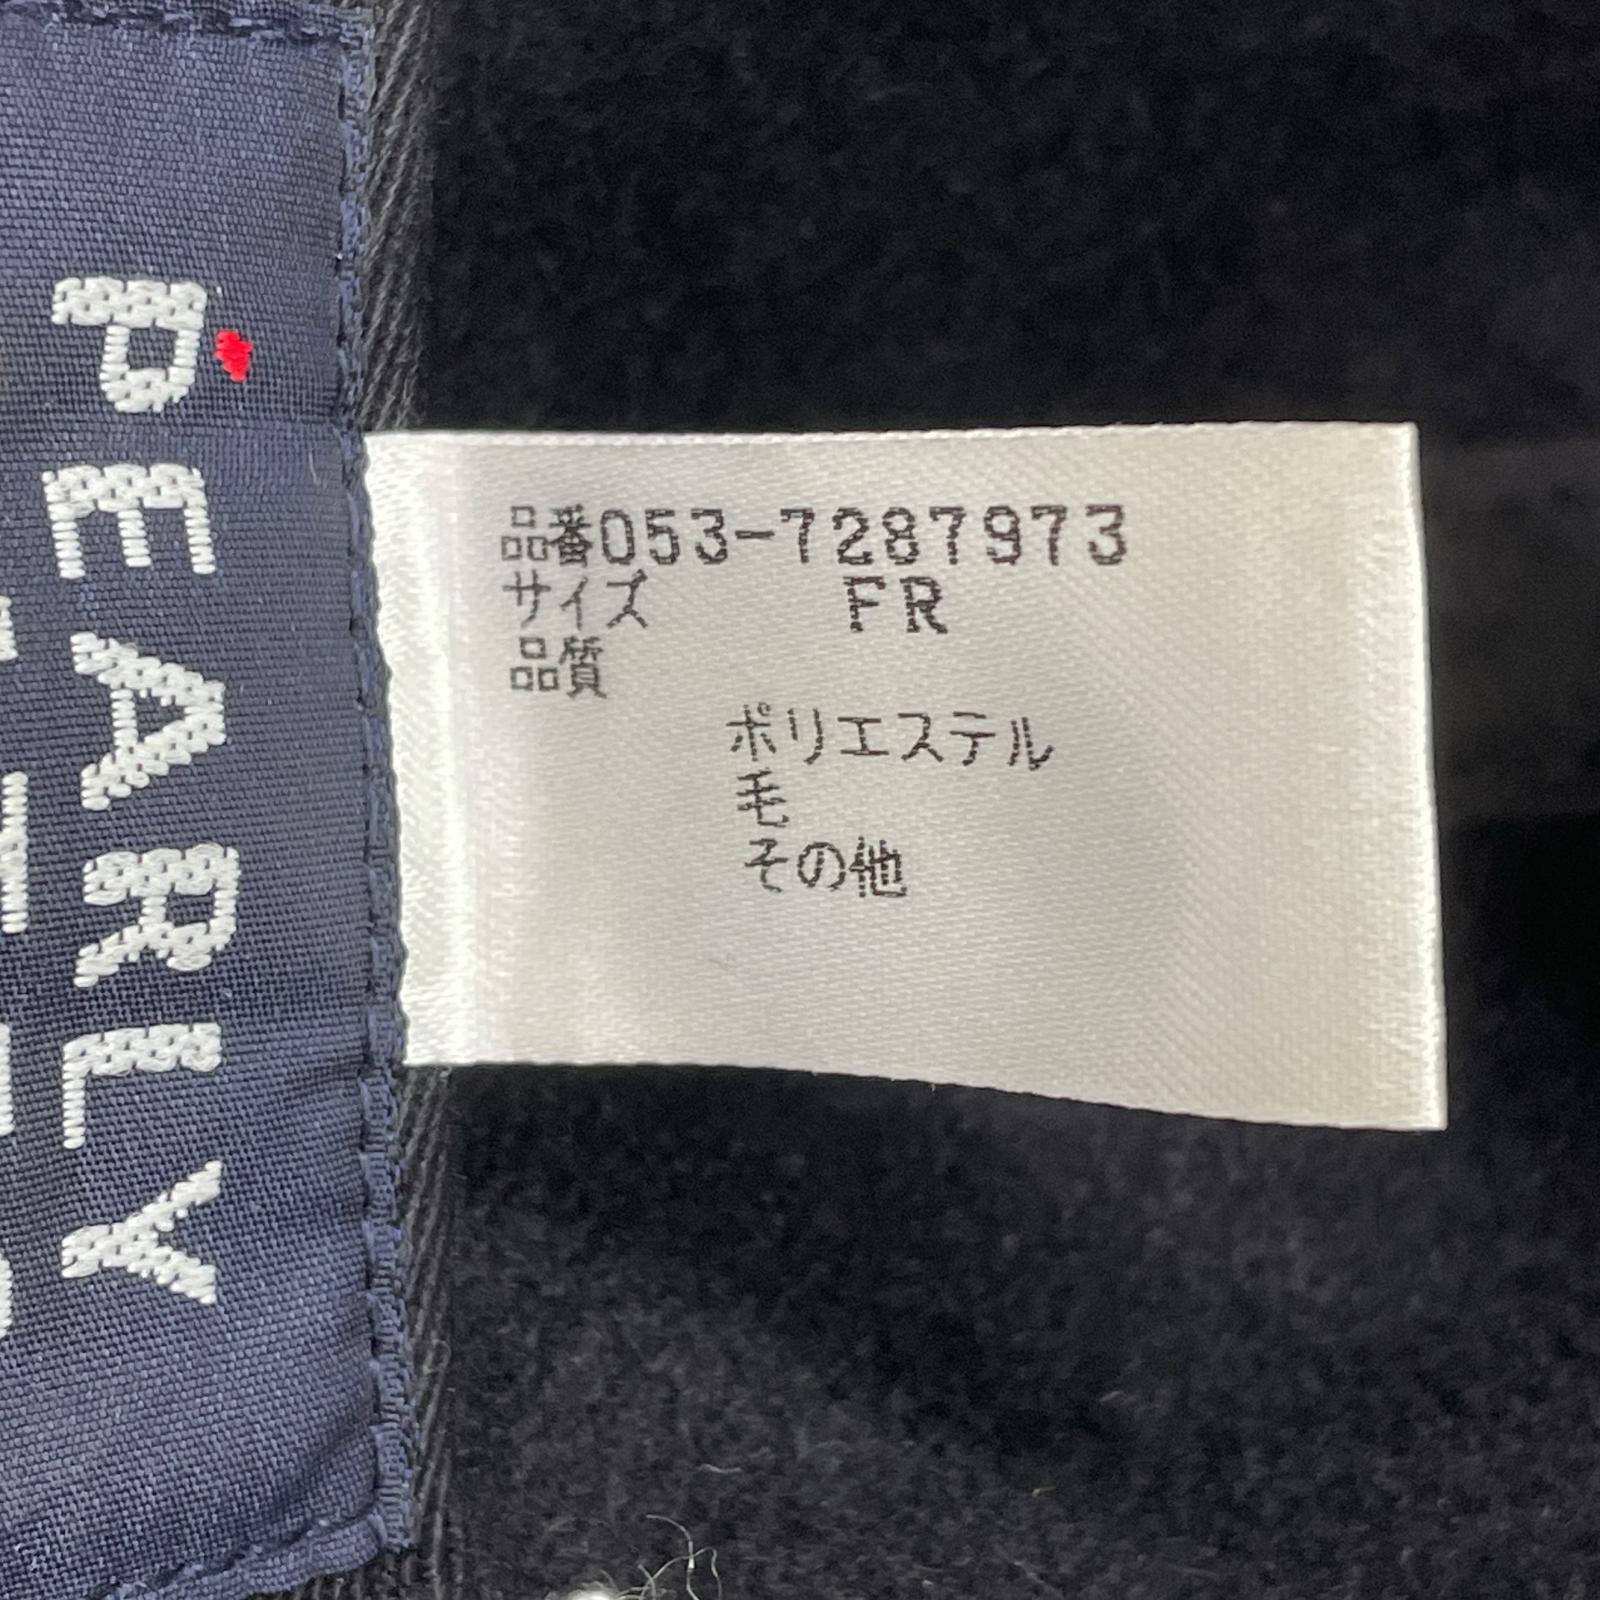 PEARLY
品番053-7287973
サイズ FR
品質
ポリエステル
毛
その他